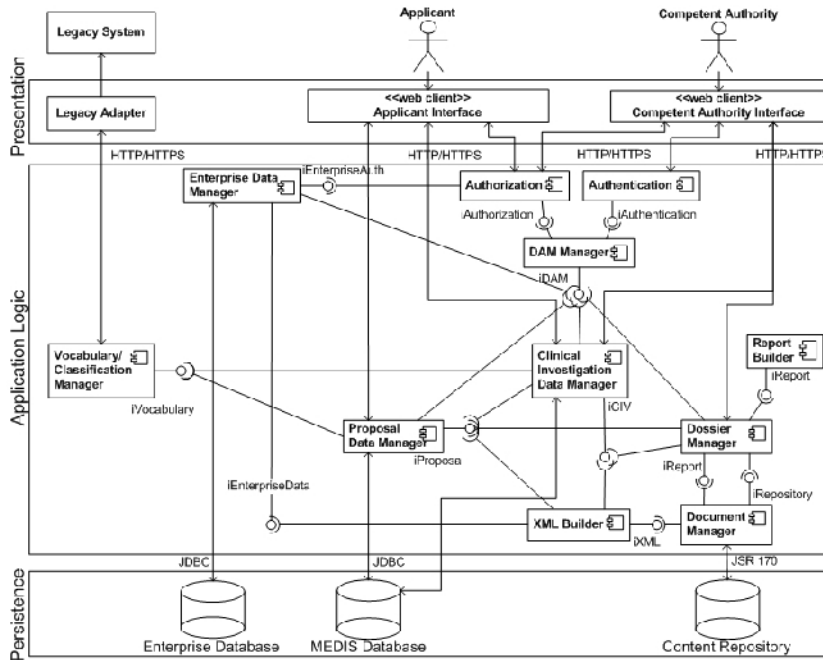 Applicant
Competent Authority
Legacy System
Presentation
<<web client>>
Applicant Interface
<<web client>>
Competent Authority Interface
Legacy Adapter
HTTP/HTTPS
HTTP/HTTPS
HTTP/HTTPS
HTTP/HTTPS
Application Logic
Enterprise Data
Manager
iEnterpriseAuth
Authorization
Authentication
iAuthorization
iAuthentication
DAM Manager
iDAM
Vocabulary/
Classification
Manager
iVocabulary
Clinical
Investigation
Data Manager
iCIV
Report
Builder
iReport
Proposal
Data Manager
iProposa
Dossier
Manager
iReport
iRepository
iEnterpriseData
XML Builder
iXML
Document
Manager
JDBC
JDBC
JSR 170
Persistence
Enterprise Database
MEDIS Database
Content Repository